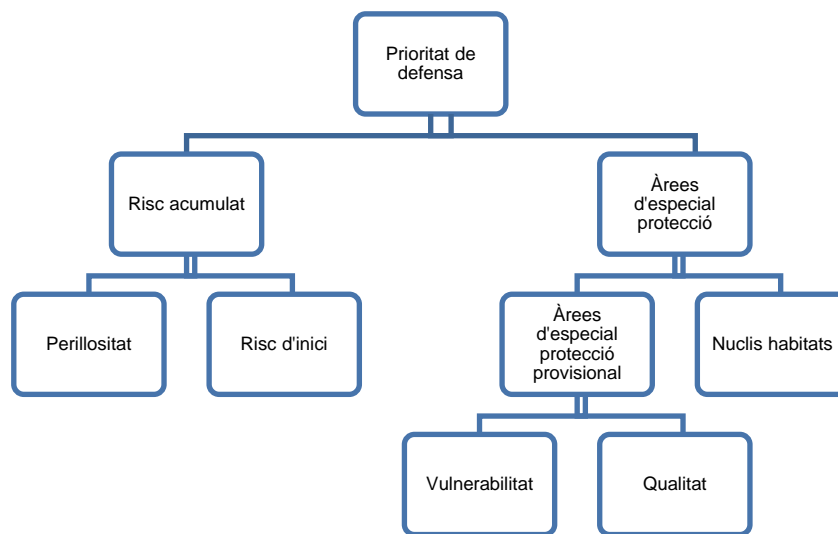 Prioritat de
defensa
Risc acumulat
Àrees
d'especial
protecció
Perillositat
Risc d'inici
Àrees
d'especial
protecció
provisional
Nuclis habitats
Vulnerabilitat
Qualitat